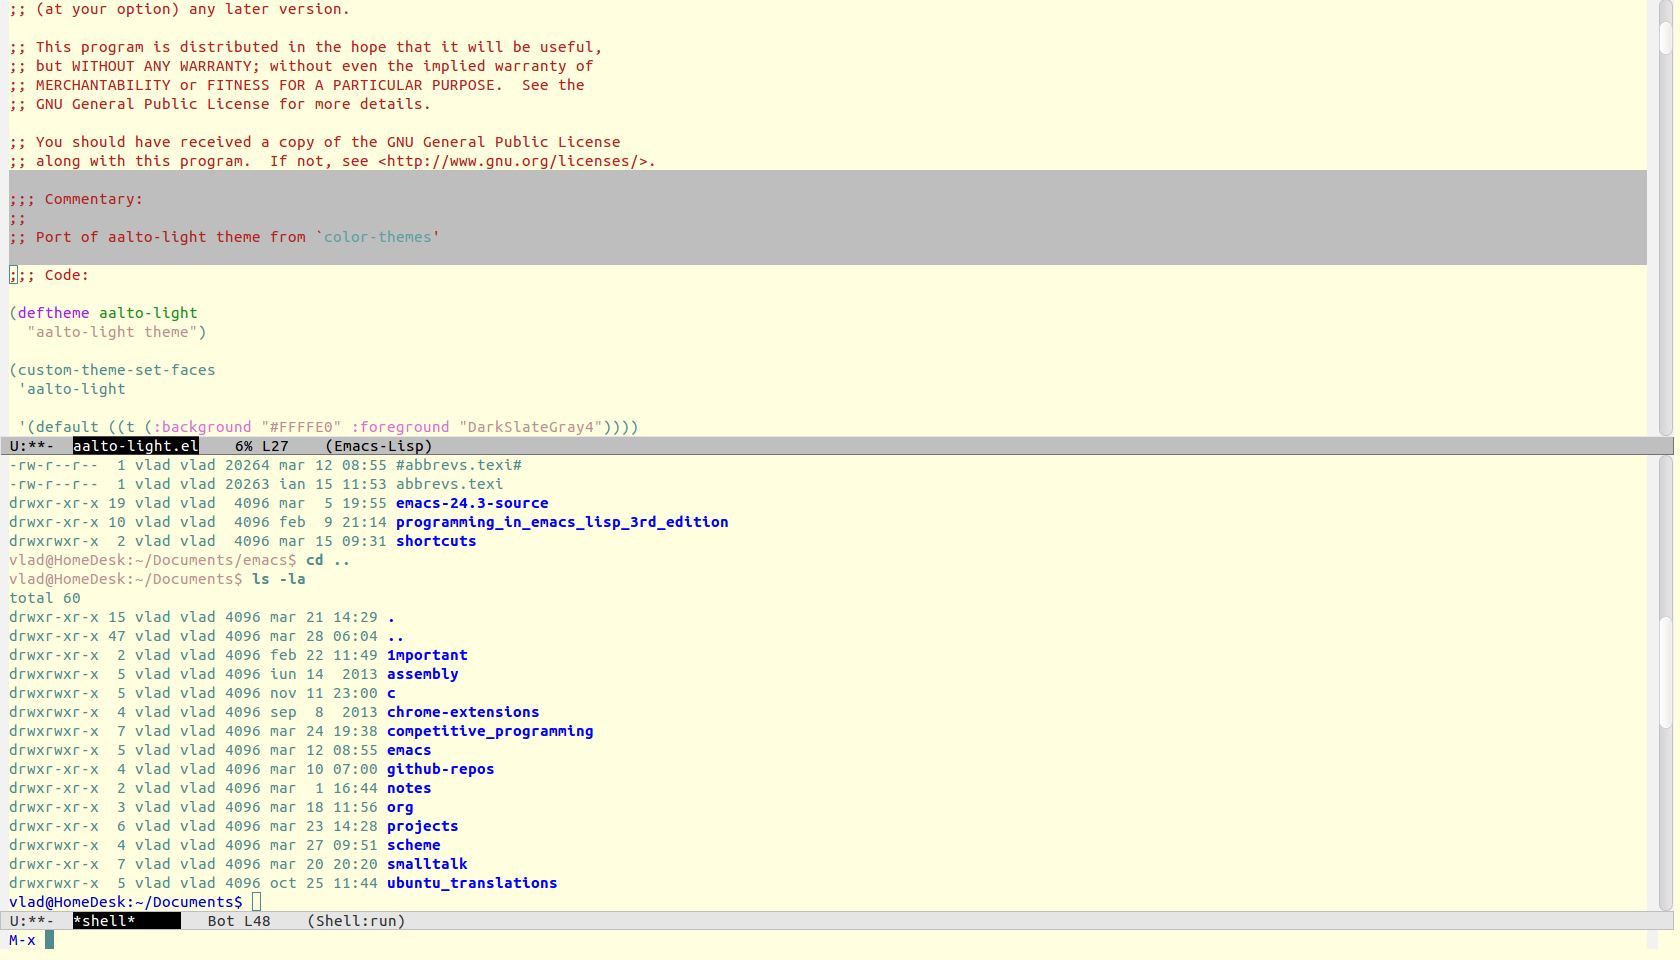 ;; (at your option) any later version.

;; This program is distributed in the hope that it will be useful,
;; but WITHOUT ANY WARRANTY; without even the implied warranty of
;; MERCHANTABILITY or FITNESS FOR A PARTICULAR PURPOSE.  See the
;; GNU General Public License for more details.

;; You should have received a copy of the GNU General Public License
;; along with this program.  If not, see <http://www.gnu.org/licenses/>.

;;; Commentary:
;;
;; Port of aalto-light theme from `color-themes'

;;; Code:

(deftheme aalto-light
  "aalto-light theme")

(custom-theme-set-faces
 'aalto-light

 '(default ((t (:background "#FFFFE0" :foreground "DarkSlateGray4"))))
U:**-  aalto-light.el    6% L27    (Emacs-Lisp)
-rw-r--r--  1 vlad vlad 20264 mar 12 08:55 #abbrevs.texi#
-rw-r--r--  1 vlad vlad 20263 ian 15 11:53 abbrevs.texi
drwxr-xr-x 19 vlad vlad  4096 mar  5 19:55 emacs-24.3-source
drwxr-xr-x 10 vlad vlad  4096 feb  9 21:14 programming_in_emacs_lisp_3rd_edition
drwxrwxr-x  2 vlad vlad  4096 mar 15 09:31 shortcuts
vlad@HomeDesk:~/Documents/emacs$ cd ..
vlad@HomeDesk:~/Documents$ ls -la
total 60
drwxr-xr-x 15 vlad vlad 4096 mar 21 14:29 .
drwxr-xr-x 47 vlad vlad 4096 mar 28 06:04 ..
drwxr-xr-x  2 vlad vlad 4096 feb 22 11:49 1mportant
drwxrwxr-x  5 vlad vlad 4096 iun 14  2013 assembly
drwxrwxr-x  5 vlad vlad 4096 nov 11 23:00 c
drwxrwxr-x  4 vlad vlad 4096 sep  8  2013 chrome-extensions
drwxrwxr-x  7 vlad vlad 4096 mar 24 19:38 competitive_programming
drwxr-xr-x  5 vlad vlad 4096 mar 12 08:55 emacs
drwxr-xr-x  4 vlad vlad 4096 mar 10 07:00 github-repos
drwxr-xr-x  2 vlad vlad 4096 mar  1 16:44 notes
drwxr-xr-x  3 vlad vlad 4096 mar 18 11:56 org
drwxr-xr-x  6 vlad vlad 4096 mar 23 14:28 projects
drwxrwxr-x  4 vlad vlad 4096 mar 27 09:51 scheme
drwxr-xr-x  7 vlad vlad 4096 mar 20 20:20 smalltalk
drwxrwxr-x  5 vlad vlad 4096 oct 25 11:44 ubuntu_translations
vlad@HomeDesk:~/Documents$
U:**-  *shell*        Bot L48    (Shell:run)
M-x